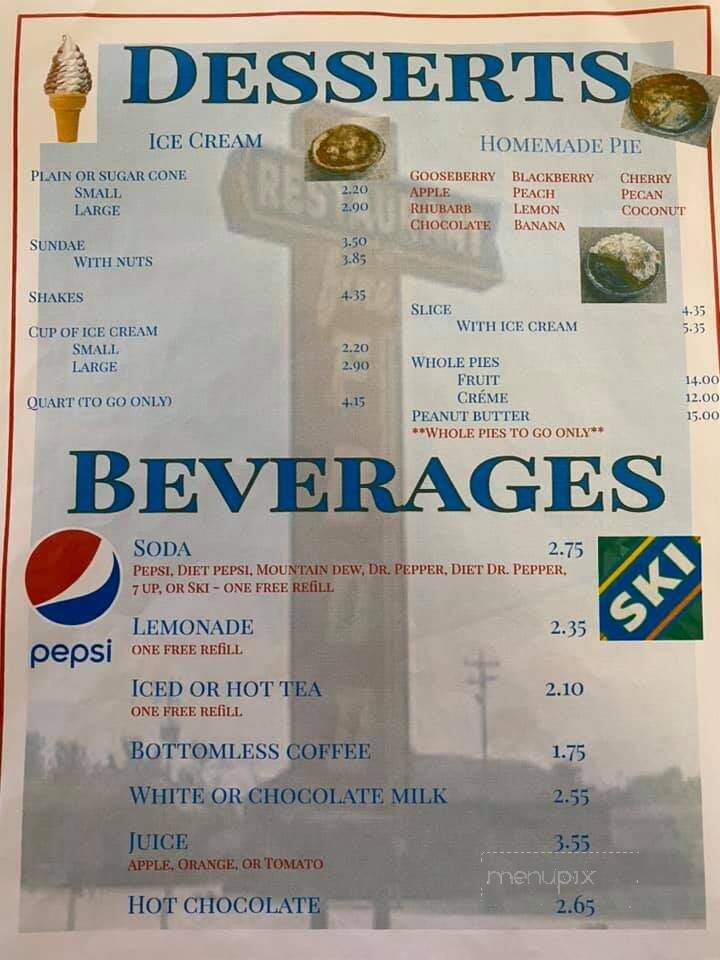 DESSERTS
ICE CREAM
PLAIN OR SUGAR CONE
SMALL 2.20
LARGE 2.90
SUNDAE 3.50
WITH NUTS 3.85
SHAKES 4.35
CUP OF ICE CREAM
SMALL 2.20
LARGE 2.90
QUART (TO GO ONLY) 4.15
HOMEMADE PIE
GOOSEBERRY BLACKBERRY CHERRY
APPLE PEACH PECAN
RHUBARB LEMON COCONUT
CHOCOLATE BANANA
SLICE 4.35
WITH ICE CREAM 5.35
WHOLE PIES
FRUIT 14.00
CRÉME 12.00
PEANUT BUTTER 15.00
**WHOLE PIES TO GO ONLY**
RESTAURANT
BEVERAGES
SODA 2.75
PEPSI, DIET PEPSI, MOUNTAIN DEW, DR. PEPPER, DIET DR. PEPPER,
7 UP, OR SKI – ONE FREE REFILL
pepsi
SKI
LEMONADE 2.35
ONE FREE REFILL
ICED OR HOT TEA 2.10
ONE FREE REFILL
BOTTOMLESS COFFEE 1.75
WHITE OR CHOCOLATE MILK 2.55
JUICE 3.55
APPLE, ORANGE, OR TOMATO
HOT CHOCOLATE 2.65
menupix